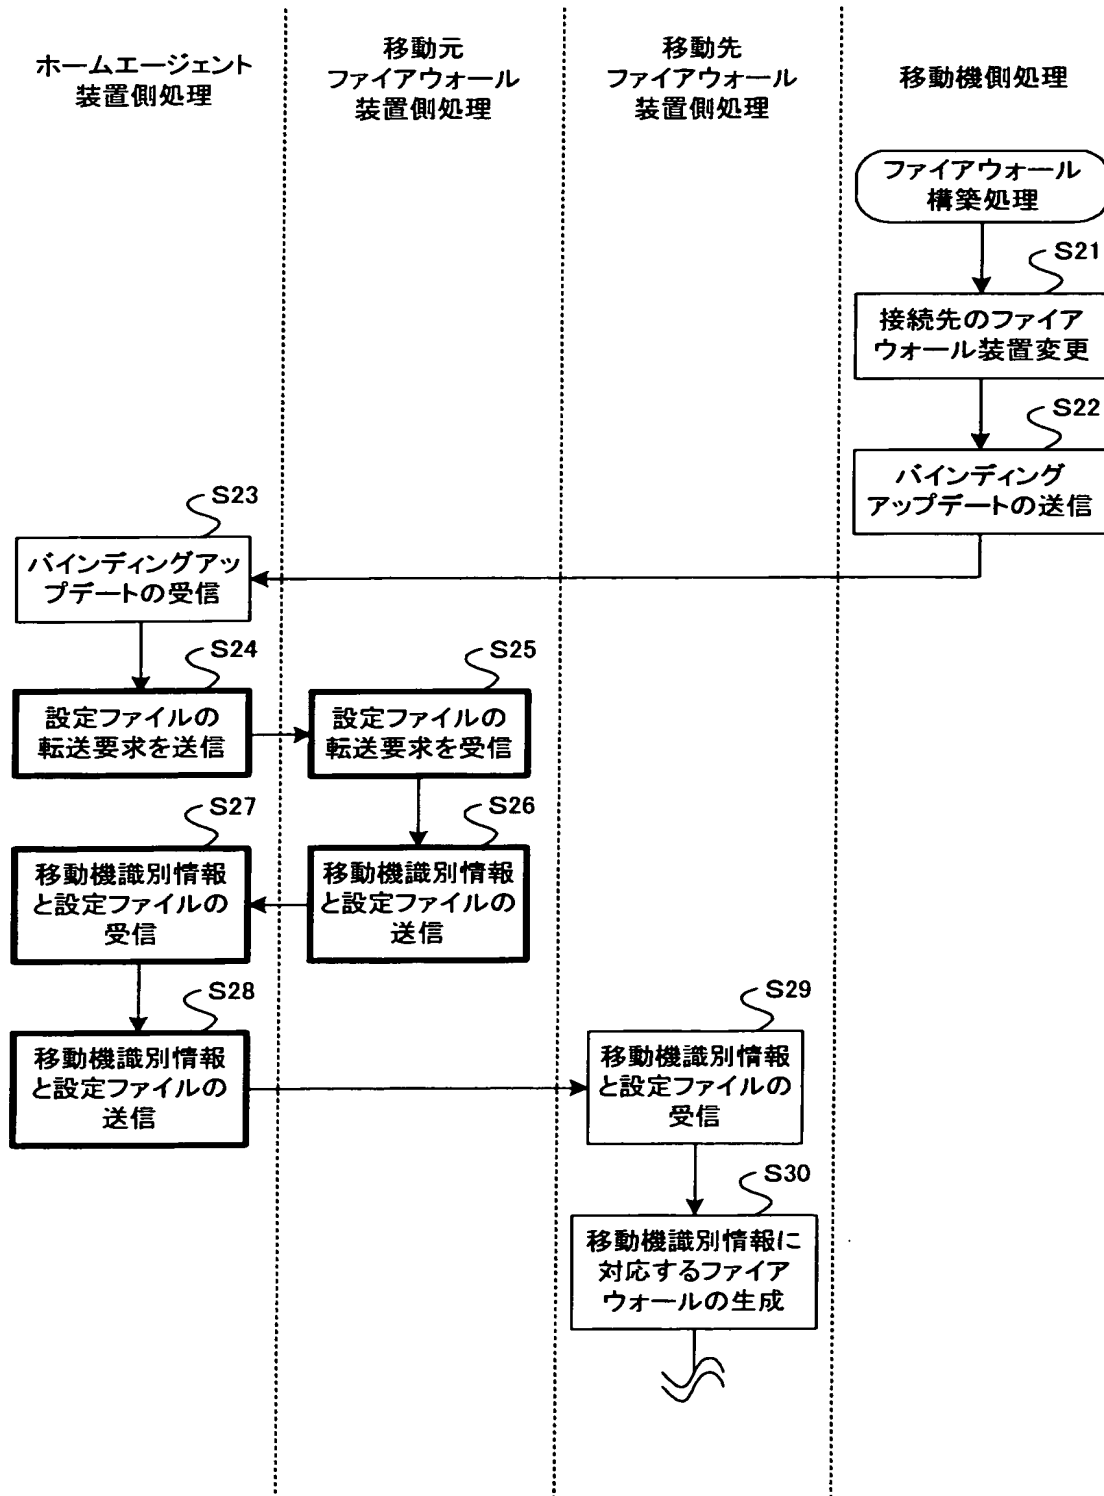 ホームエージェント
装置側処理
移動元
ファイアウォール
装置側処理
移動先
ファイアウォール
装置側処理
移動機側処理
ファイアウォール
構築処理
S21
接続先のファイア
ウォール装置変更
S22
バインディング
アップデートの送信
S23
バインディングアッ
プデートの受信
S24
設定ファイルの
転送要求を送信
S25
設定ファイルの
転送要求を受信
S26
移動機識別情報
と設定ファイルの
送信
S27
移動機識別情報
と設定ファイルの
受信
S28
移動機識別情報
と設定ファイルの
送信
S29
移動機識別情報
と設定ファイルの
受信
S30
移動機識別情報に
対応するファイア
ウォールの生成